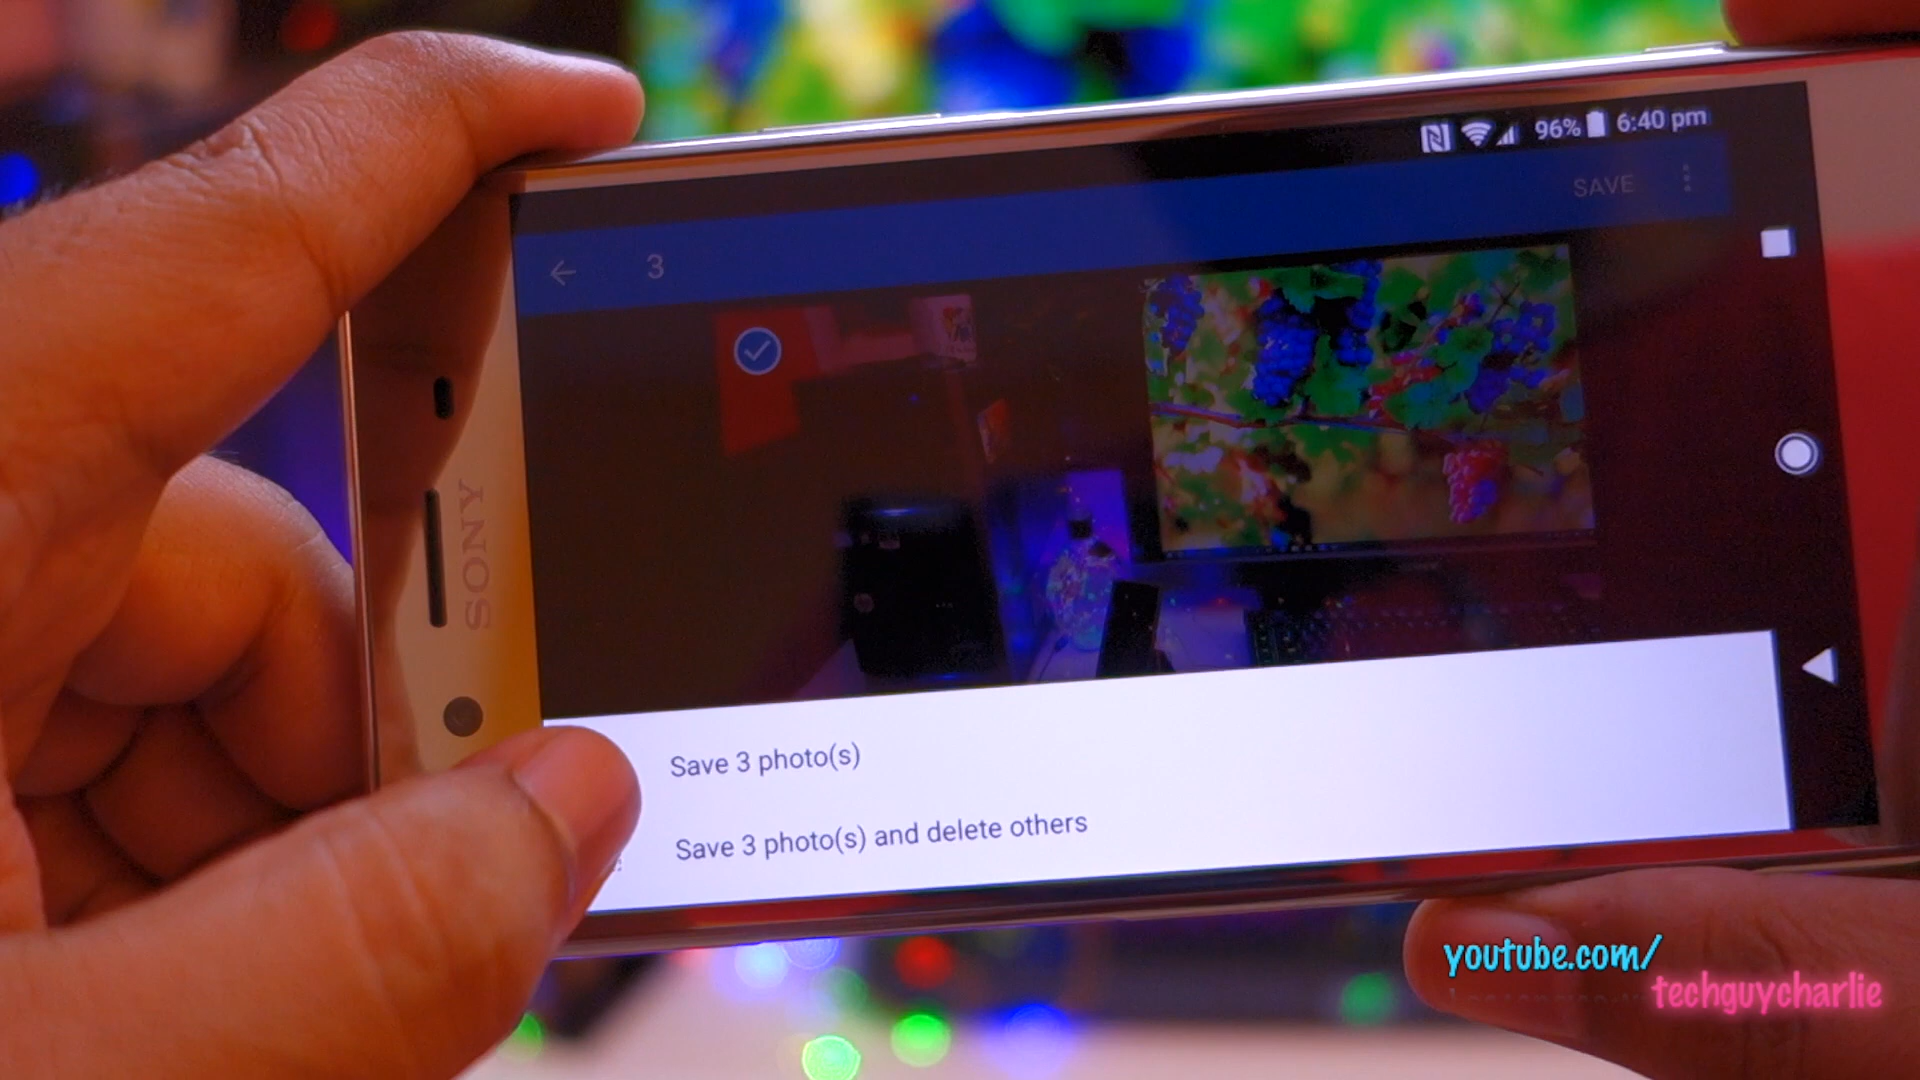 96% 6:40 pm
SAVE
3
SONY
Save 3 photo(s)
Save 3 photo(s) and delete others
youtube.com/
techguycharlie